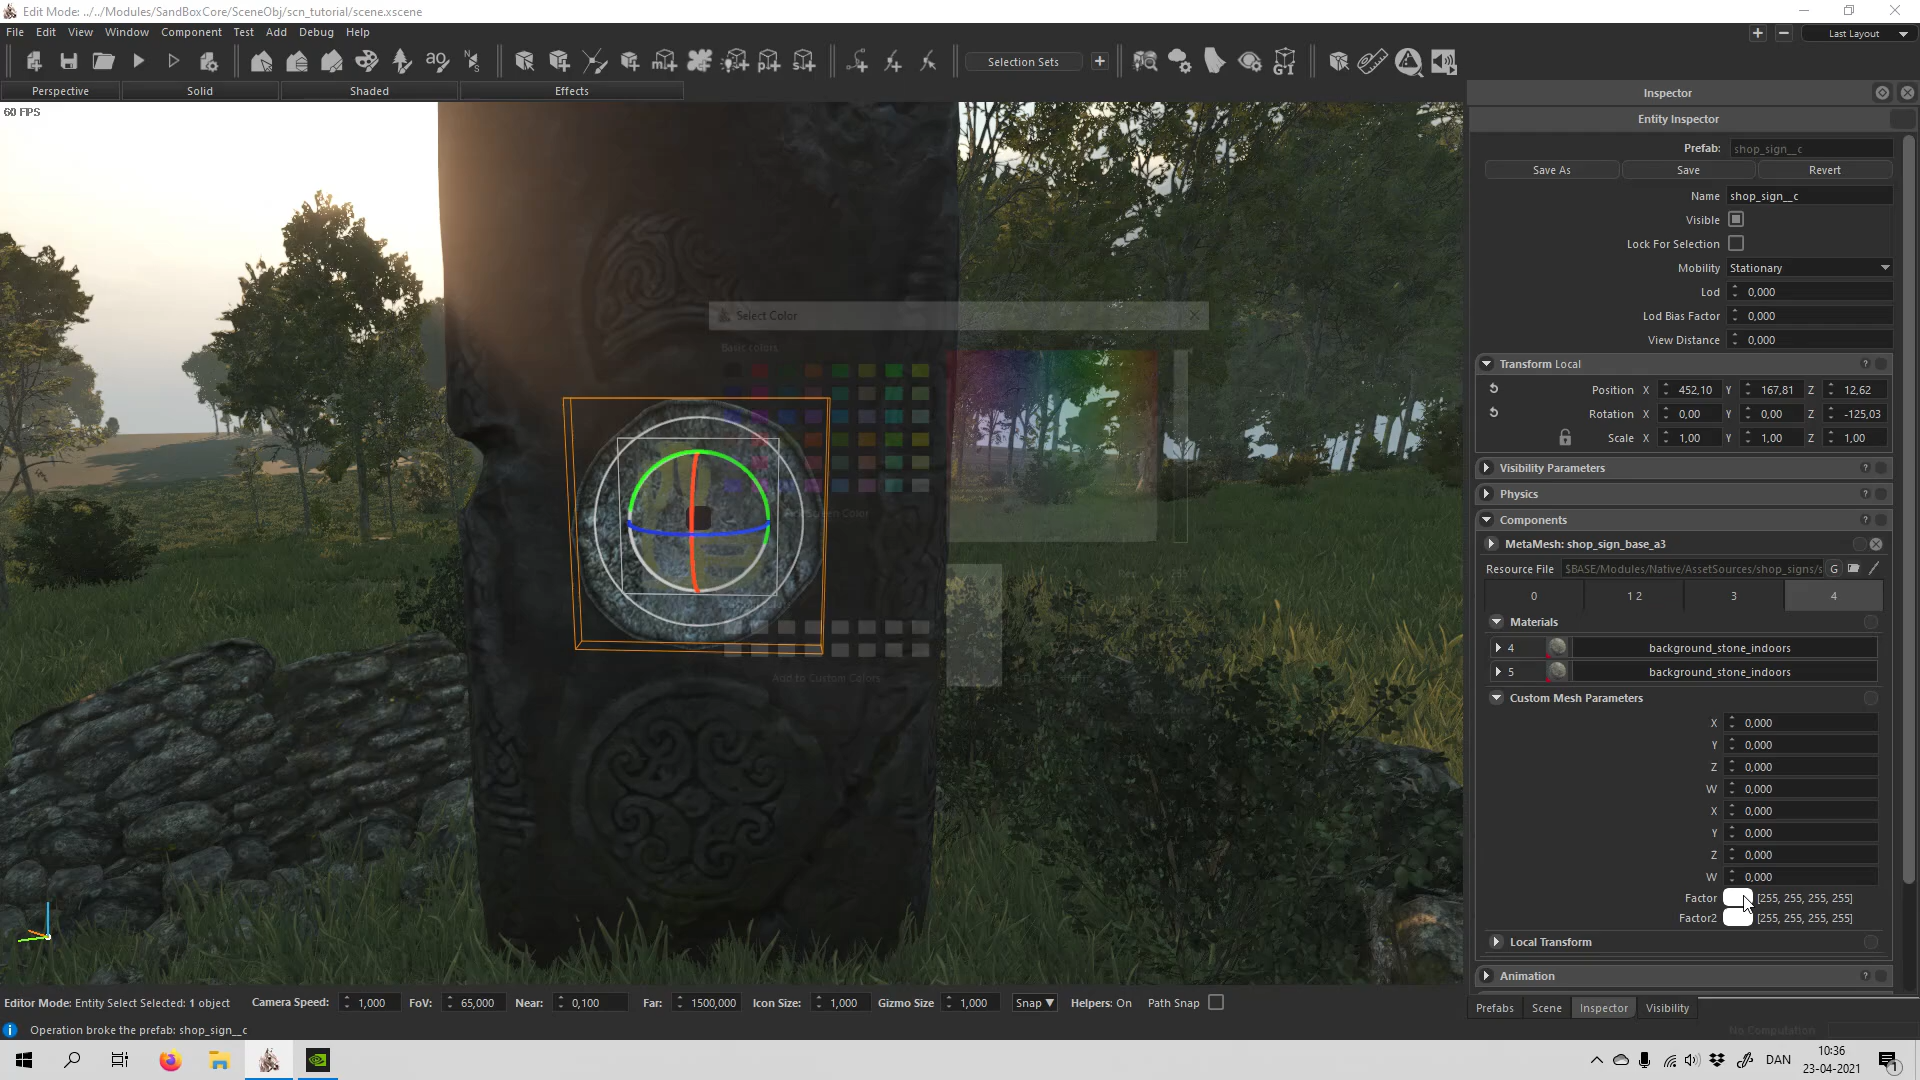 Edit Mode: ../../Modules/SandBoxCore/SceneObj/scn_tutorial/scene.xscene
File Edit View Window Component Test Add Debug Help
Last Layout
Selection Sets
Perspective Solid Shaded Effects
60 FPS
Inspector
Entity Inspector
Prefab: shop_sign__c
Save As Save Revert
Name shop_sign__c
Visible
Lock For Selection
Mobility Stationary
Lod 0,000
Lod Bias Factor 0,000
View Distance 0,000
Transform Local
Position X 452,10 Y 167,81 Z 12,62
Rotation X 0,00 Y 0,00 Z -125,03
Scale X 1,00 Y 1,00 Z 1,00
Visibility Parameters
Physics
Components
MetaMesh: shop_sign_base_a3
Resource File $BASE/Modules/Native/AssetSources/shop_signs/s G
0 1 2 3 4
Materials
4 background_stone_indoors
5 background_stone_indoors
Custom Mesh Parameters
X 0,000
Y 0,000
Z 0,000
W 0,000
X 0,000
Y 0,000
Z 0,000
W 0,000
Factor [255, 255, 255, 255]
Factor2 [255, 255, 255, 255]
Local Transform
Animation
Prefabs Scene Inspector Visibility
No Computation
Select Color
Basic colors
Screen Color
Add to Custom Colors
Editor Mode: Entity Select Selected: 1 object Camera Speed: 1,000 FoV: 65,000 Near: 0,100 Far: 1500,000 Icon Size: 1,000 Gizmo Size 1,000 Snap Helpers: On Path Snap
Operation broke the prefab: shop_sign__c
DAN
10:36
23-04-2021
1